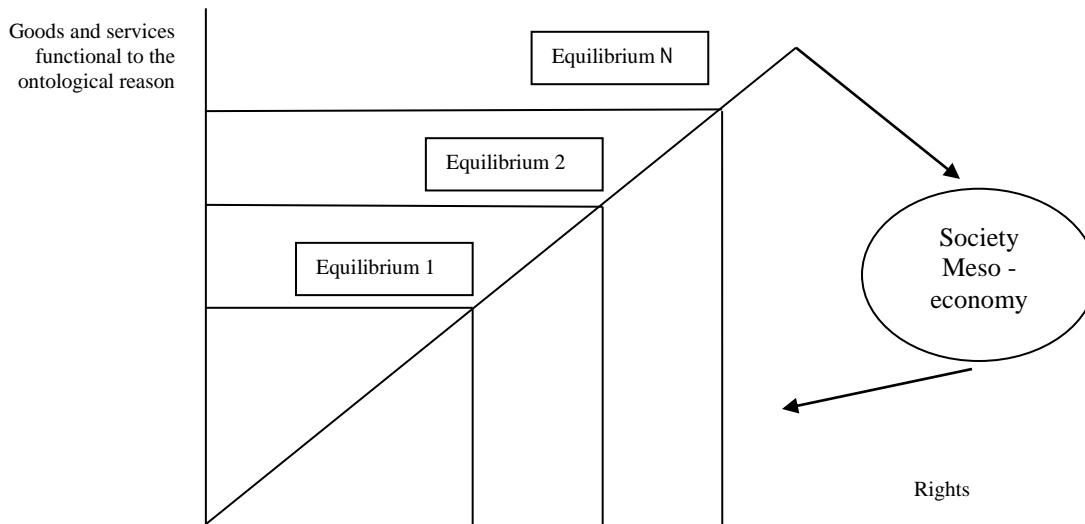 Goods and services
functional to the
ontological reason
Equilibrium N
Equilibrium 2
Equilibrium 1
Society
Meso -
economy
Rights